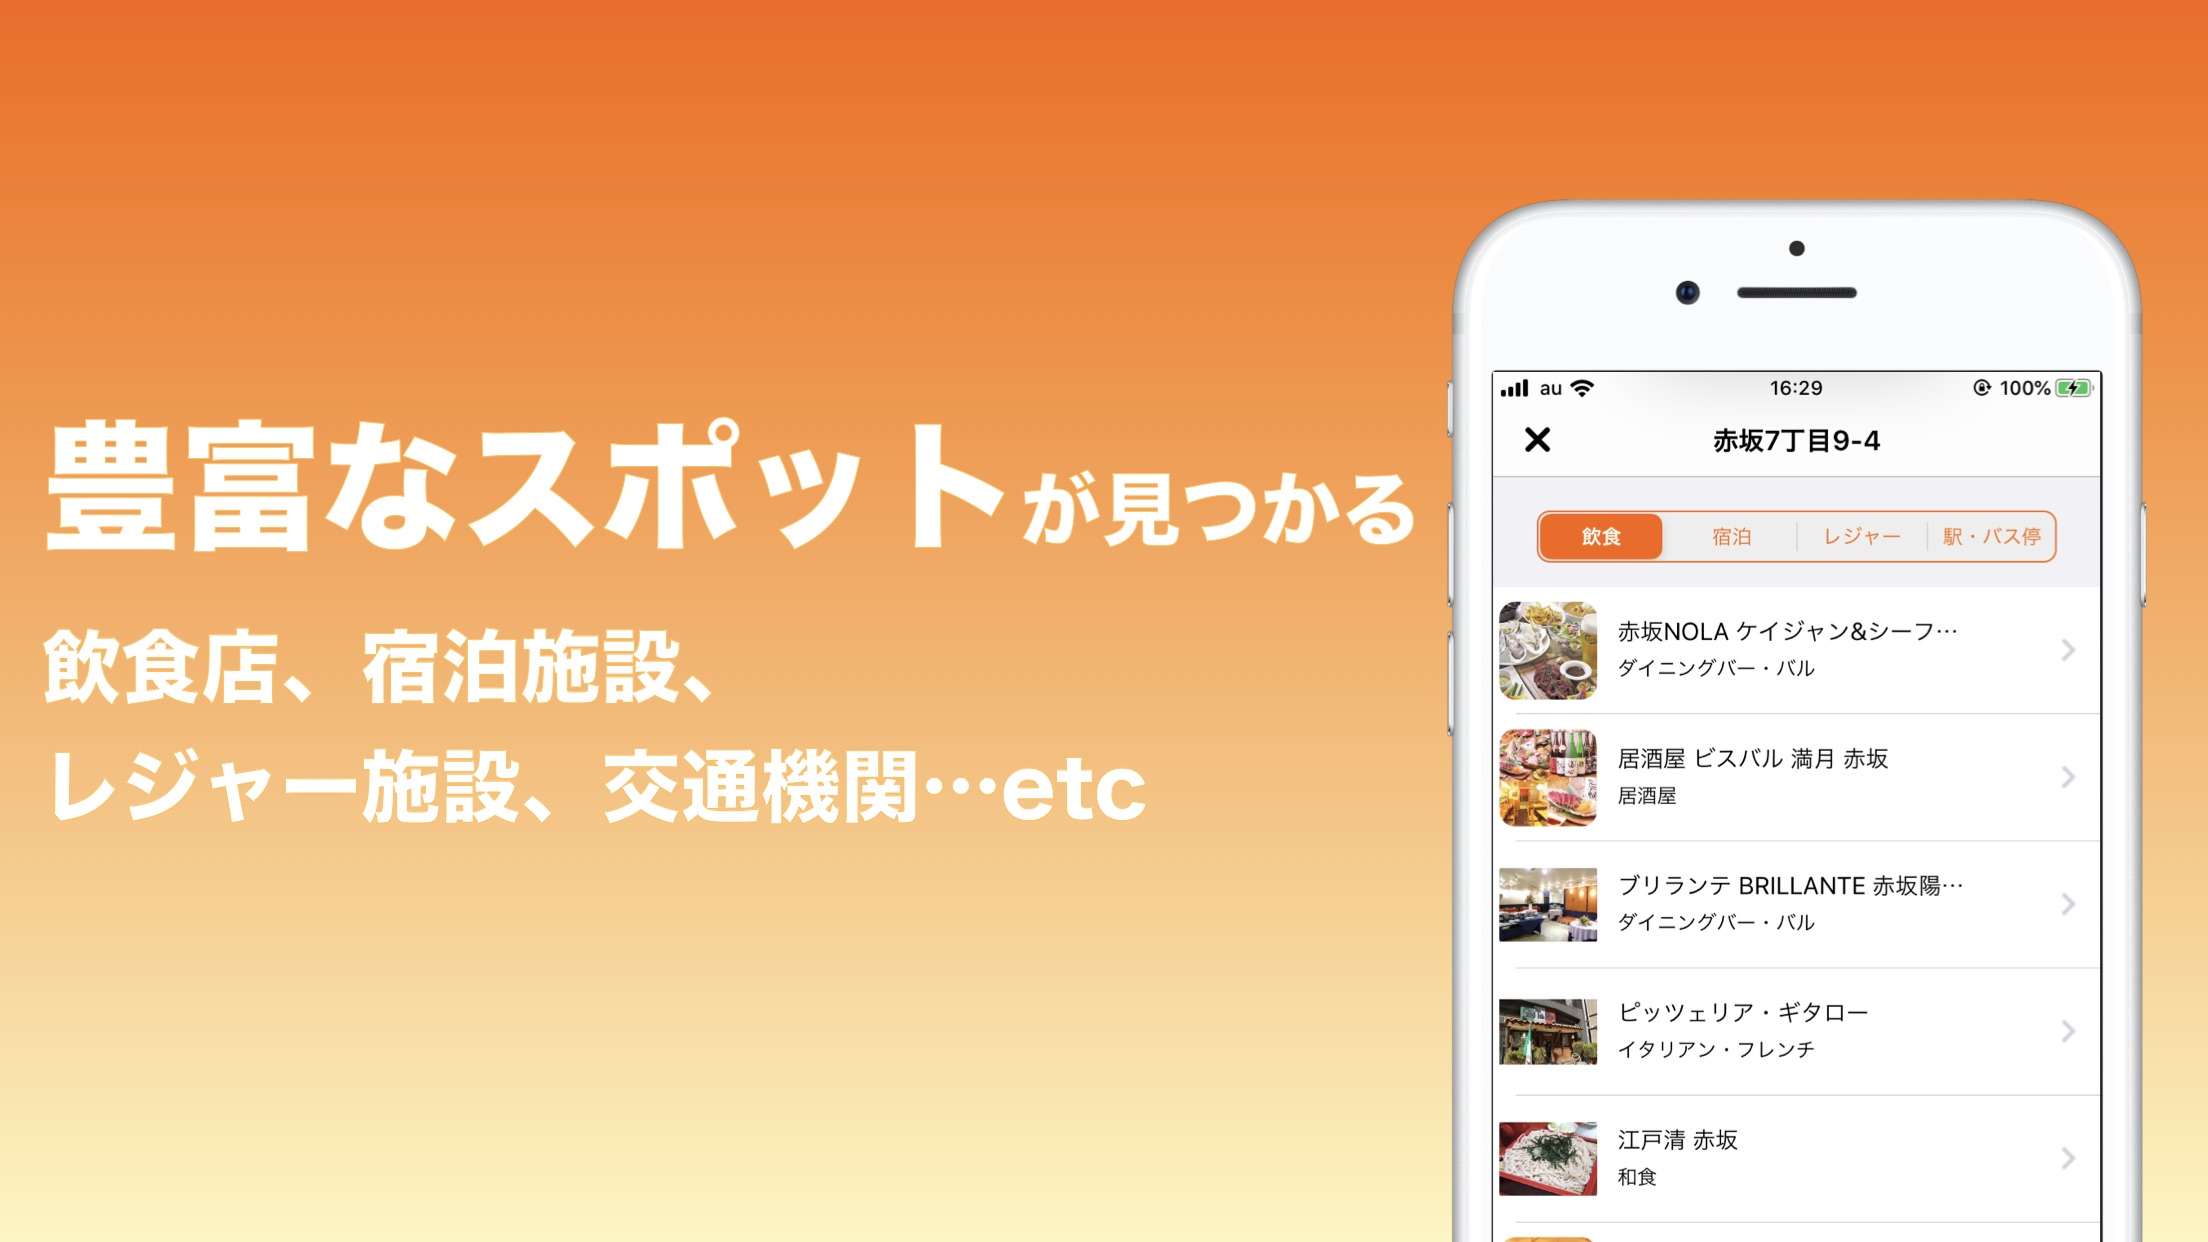 豊富なスポットが見つかる
飲食店、宿泊施設、
レジャー施設、交通機関…etc
au 16:29 100%
赤坂7丁目9-4
飲食 宿泊 レジャー 駅・バス停
赤坂NOLA ケイジャン&シーフ…
ダイニングバー・バル
居酒屋 ビスバル 満月 赤坂
居酒屋
ブリランテ BRILLANTE 赤坂陽…
ダイニングバー・バル
ピッツェリア・ギタロー
イタリアン・フレンチ
江戸清 赤坂
和食